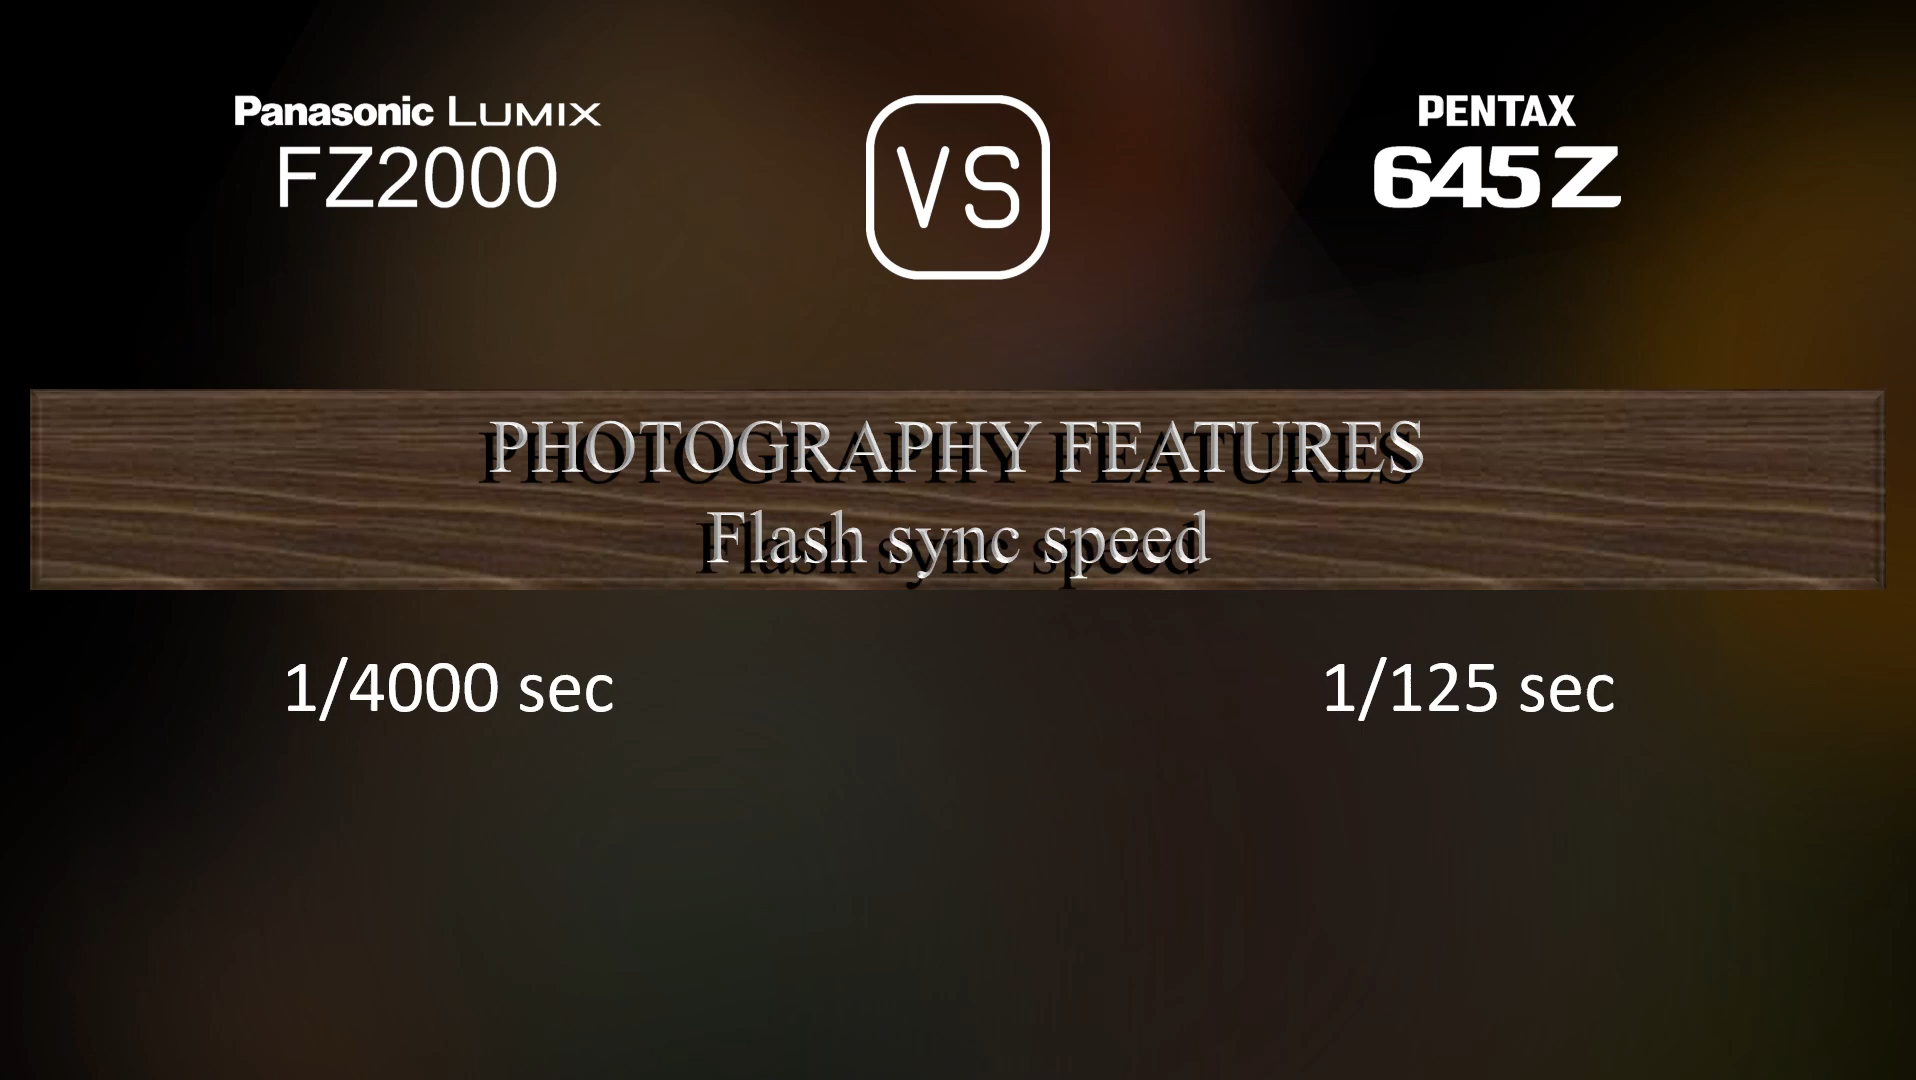 Panasonic LUMIX
FZ2000
VS
PENTAX
645Z
PHOTOGRAPHY FEATURES
Flash sync speed
1/4000 sec
1/125 sec